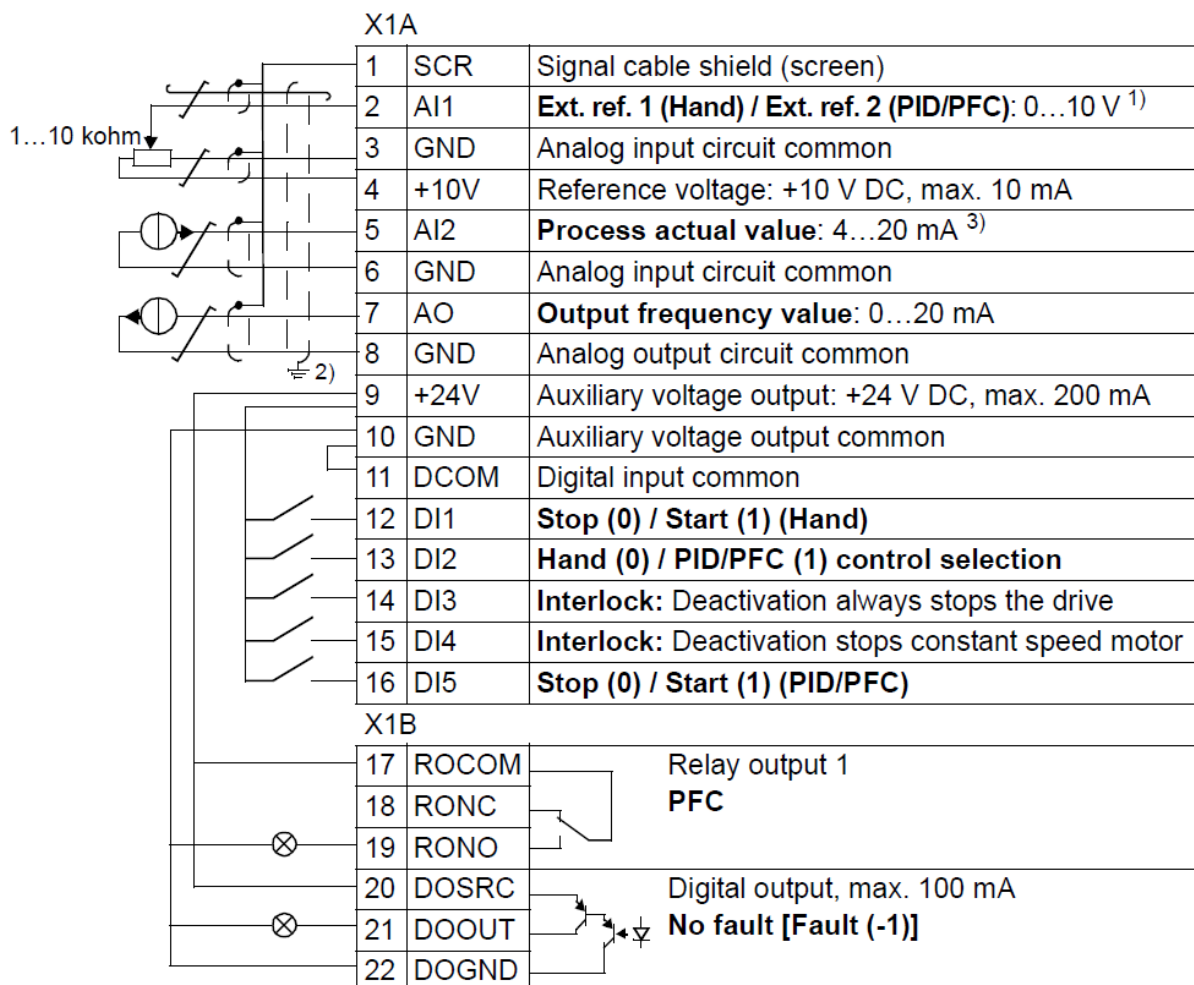 X1A
1 SCR Signal cable shield (screen)
2 AI1 Ext. ref. 1 (Hand) / Ext. ref. 2 (PID/PFC): 0…10 V 1)
1…10 kohm
3 GND Analog input circuit common
4 +10V Reference voltage: +10 V DC, max. 10 mA
5 AI2 Process actual value: 4…20 mA 3)
6 GND Analog input circuit common
7 AO Output frequency value: 0…20 mA
8 GND Analog output circuit common
2)
9 +24V Auxiliary voltage output: +24 V DC, max. 200 mA
10 GND Auxiliary voltage output common
11 DCOM Digital input common
12 DI1 Stop (0) / Start (1) (Hand)
13 DI2 Hand (0) / PID/PFC (1) control selection
14 DI3 Interlock: Deactivation always stops the drive
15 DI4 Interlock: Deactivation stops constant speed motor
16 DI5 Stop (0) / Start (1) (PID/PFC)
X1B
17 ROCOM Relay output 1
18 RONC PFC
19 RONO
20 DOSRC Digital output, max. 100 mA
21 DOOUT No fault [Fault (-1)]
22 DOGND